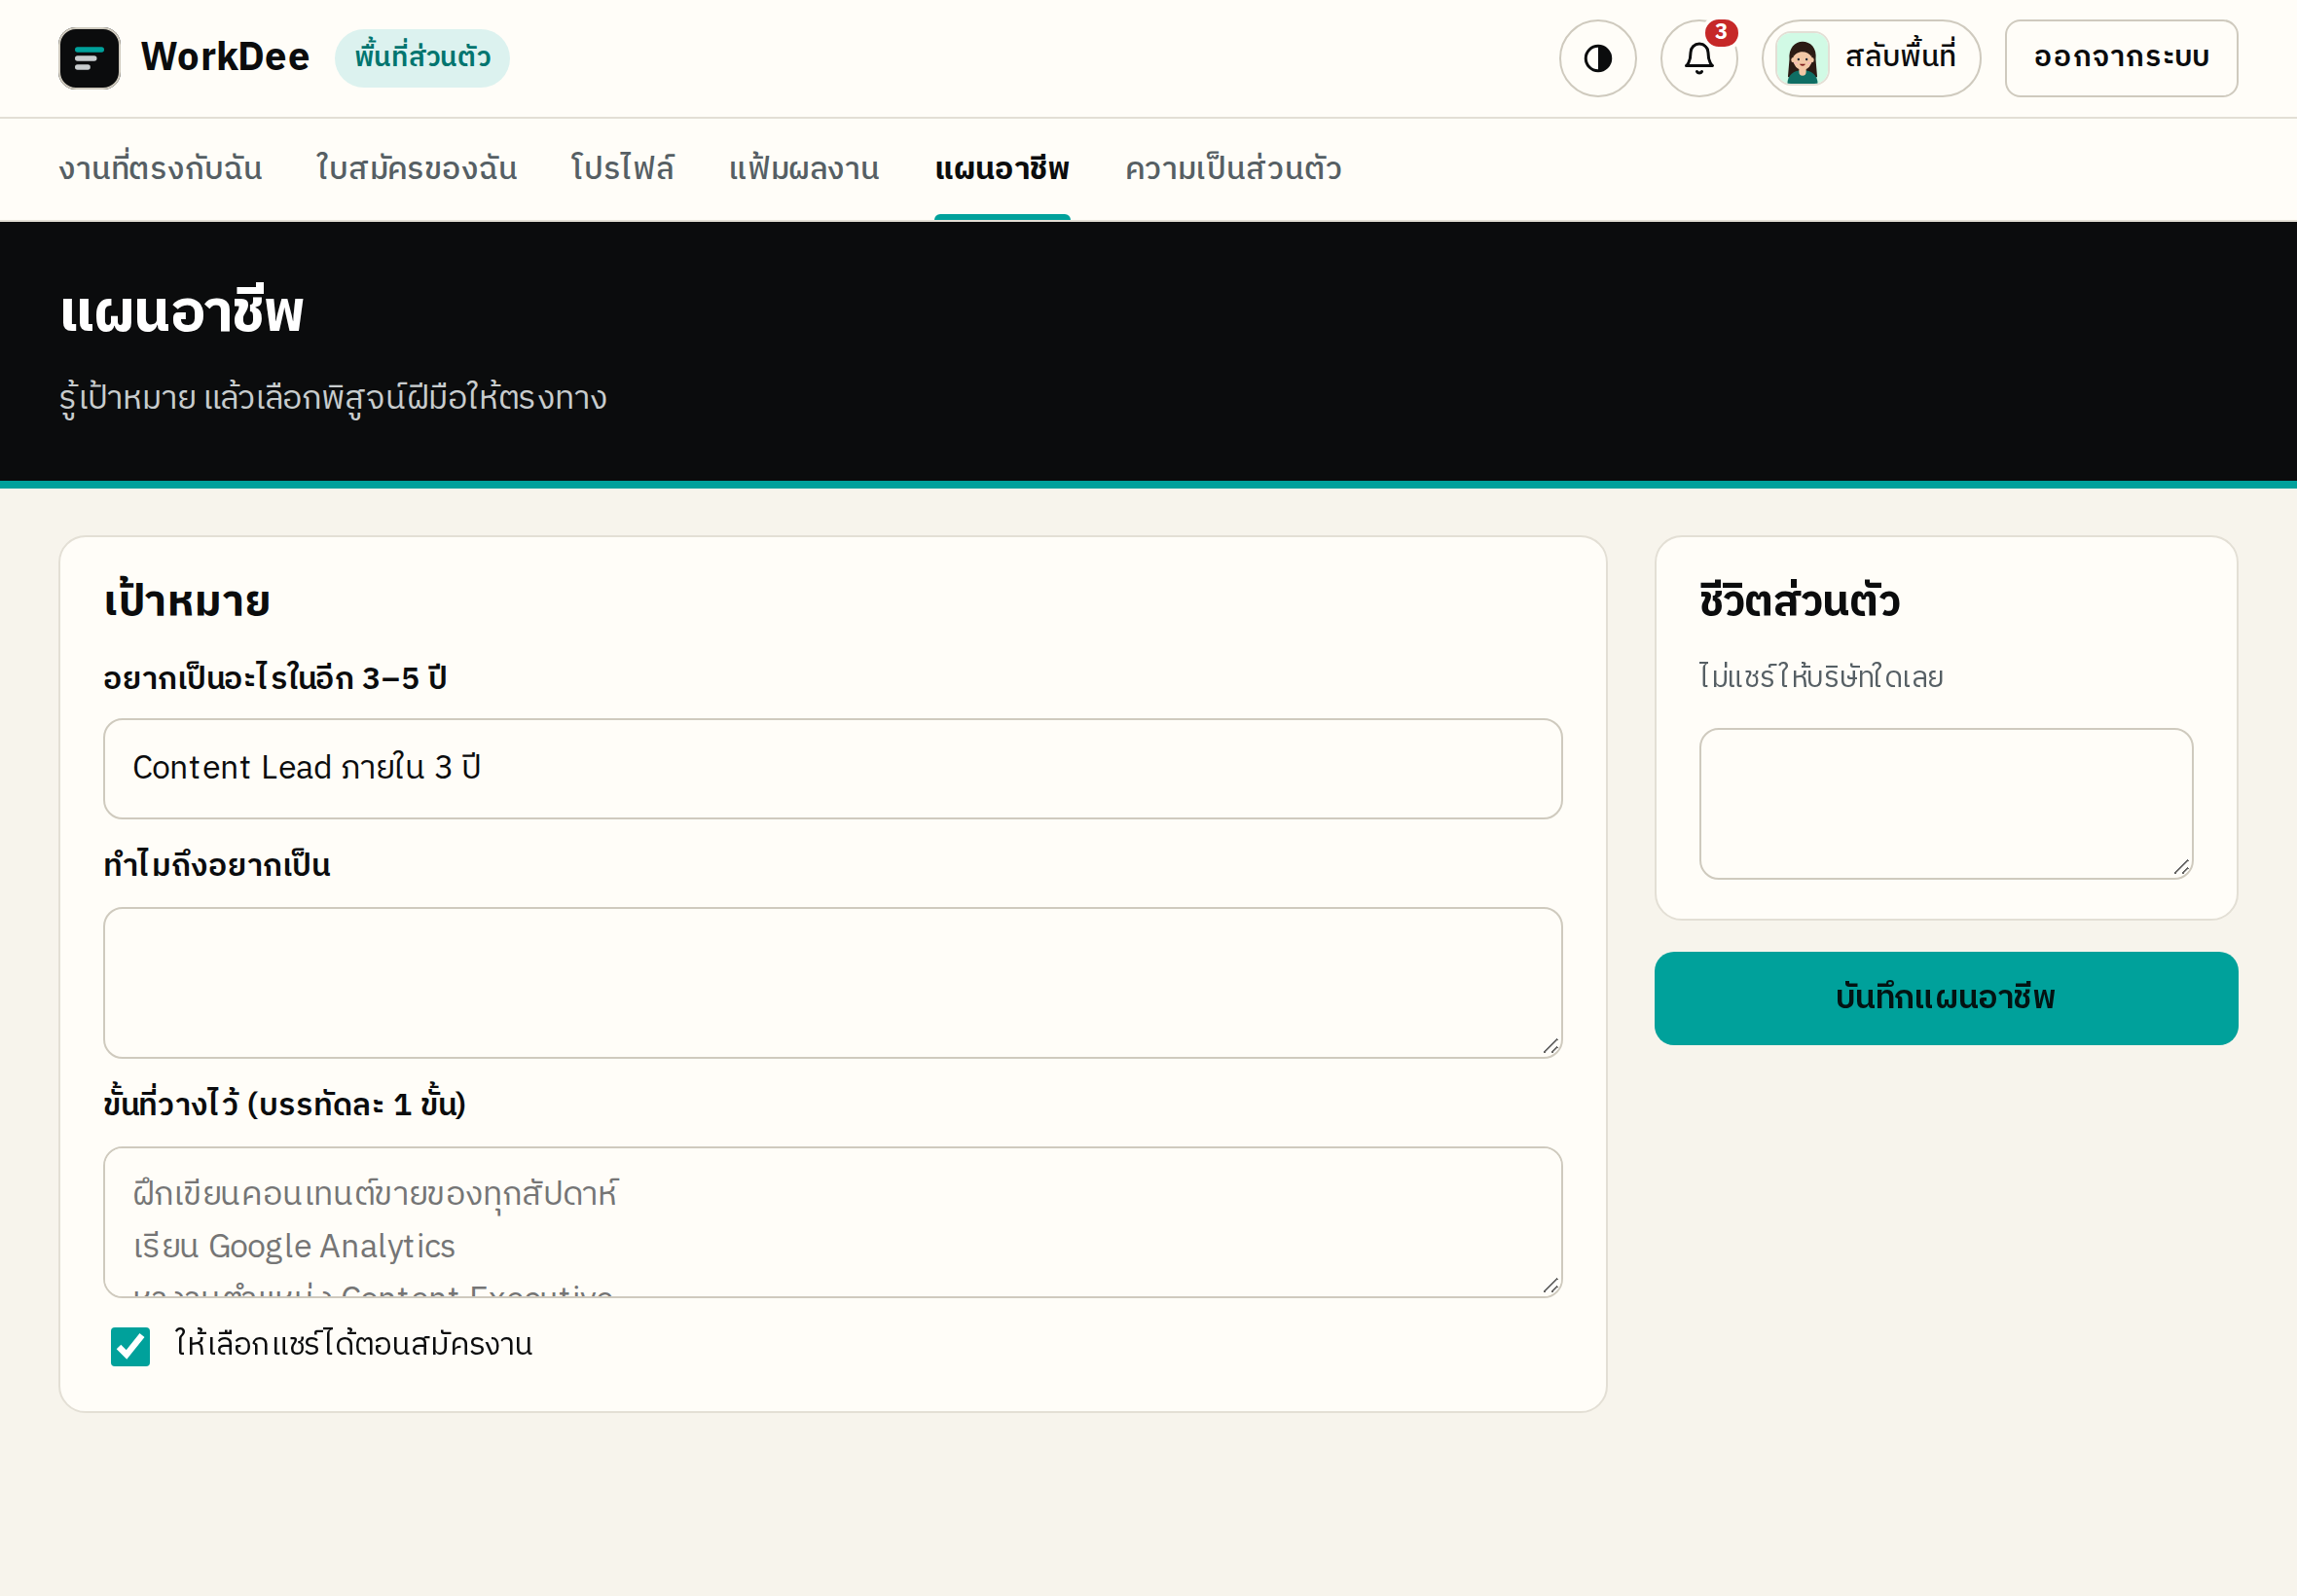 WorkDee
พื้นที่ส่วนตัว
3
สลับพื้นที่
ออกจากระบบ
งานที่ตรงกับฉัน
ใบสมัครของฉัน
โปรไฟล์
แฟ้มผลงาน
แผนอาชีพ
ความเป็นส่วนตัว
แผนอาชีพ
รู้เป้าหมาย แล้วเลือกพิสูจน์ฝีมือให้ตรงทาง
เป้าหมาย
อยากเป็นอะไรในอีก 3–5 ปี
Content Lead ภายใน 3 ปี
ทำไมถึงอยากเป็น
ขั้นที่วางไว้ (บรรทัดละ 1 ขั้น)
ฝึกเขียนคอนเทนต์ขายของทุกสัปดาห์
เรียน Google Analytics
หางานตำแหน่ง Content Executive
ให้เลือกแชร์ได้ตอนสมัครงาน
ชีวิตส่วนตัว
ไม่แชร์ให้บริษัทใดเลย
บันทึกแผนอาชีพ